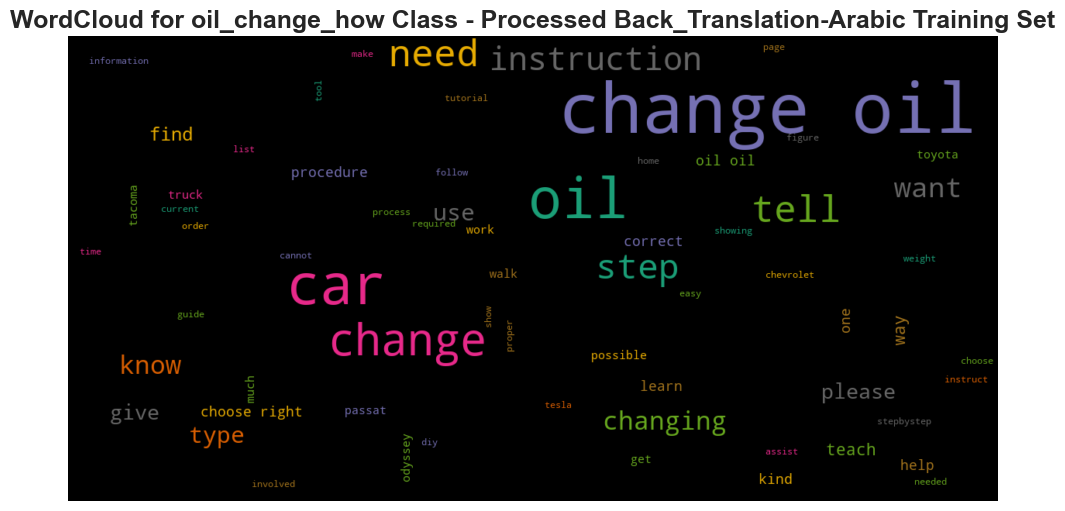 WordCloud for oil_change_how Class - Processed Back_Translation-Arabic Training Set
need
instruction
make
page
information
tool
change oil
tutorial
find
figure
list
home
oil oil
toyota
procedure
follow
tacoma
truck
oil
want
current
process
use
tell
order
required
work
showing
correct
time
cannot
step
weight
car
walk
chevrolet
easy
guide
show
one
way
change
proper
know
possible
choose
much
learn
instruct
please
give
choose right
passat
tesla
changing
stepbystep
type
odyssey
diy
get
assist
teach
help
involved
kind
needed